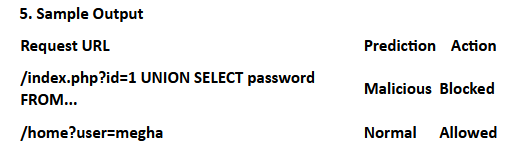 5. Sample Output
Request URL Prediction Action
/index.php?id=1 UNION SELECT password
FROM... Malicious Blocked
/home?user=megha Normal Allowed